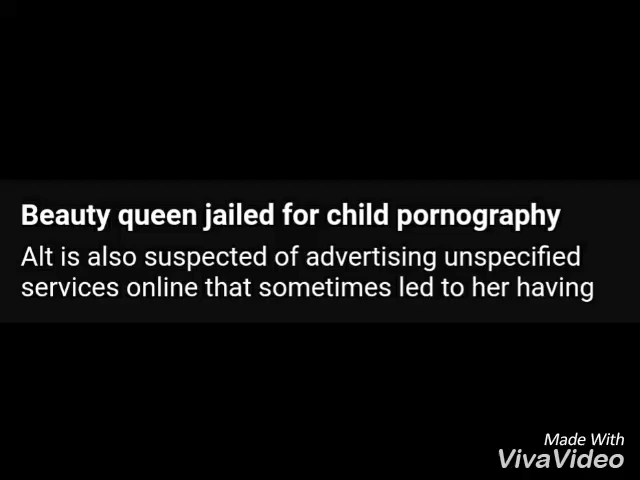 Beauty queen jailed for child pornography
Alt is also suspected of advertising unspecified
services online that sometimes led to her having
Made With
VivaVideo